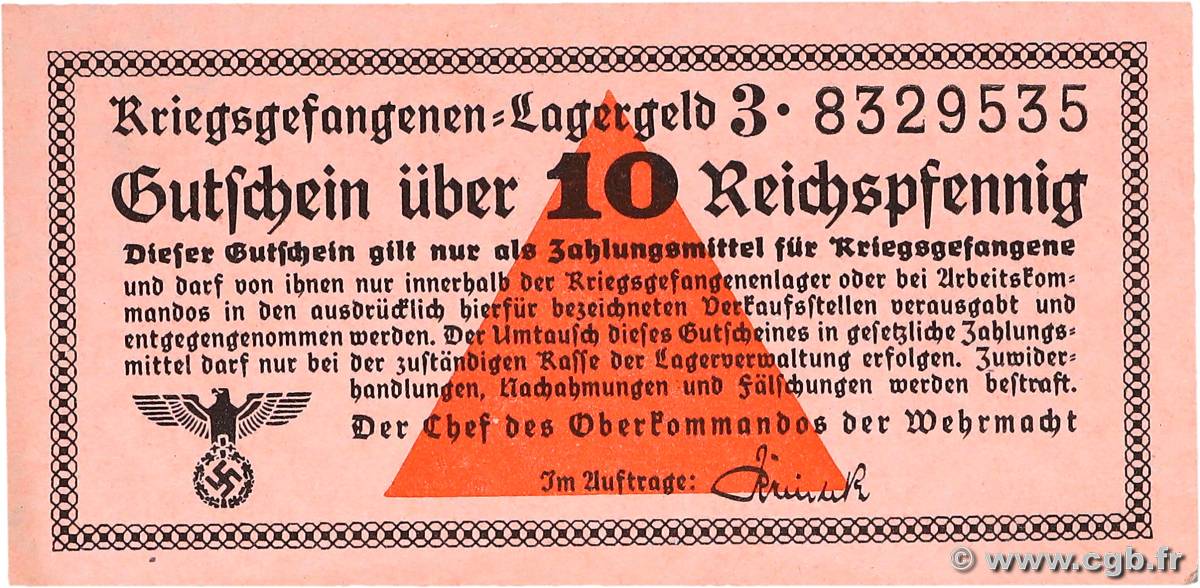 Kriegsgefangenen-Lagergeld 3· 8329535
Gutschein über 10 Reichspfennig
Dieser Gutschein gilt nur als Zahlungsmittel für Kriegsgefangene
und darf von ihnen nur innerhalb der Kriegsgefangenenlager oder bei Arbeitskom-
mandos in den ausdrücklich hierfür bezeichneten Verkaufsstellen verausgabt und
entgegengenommen werden. Der Umtausch dieses Gutscheines in gesetzliche Zahlungs-
mittel darf nur bei der zuständigen Kasse der Lagerverwaltung erfolgen. Zuwider-
handlungen, Nachahmungen und Fälschungen werden bestraft.
Der Chef des Oberkommandos der Wehrmacht
Im Auftrage:
© www.cgb.fr